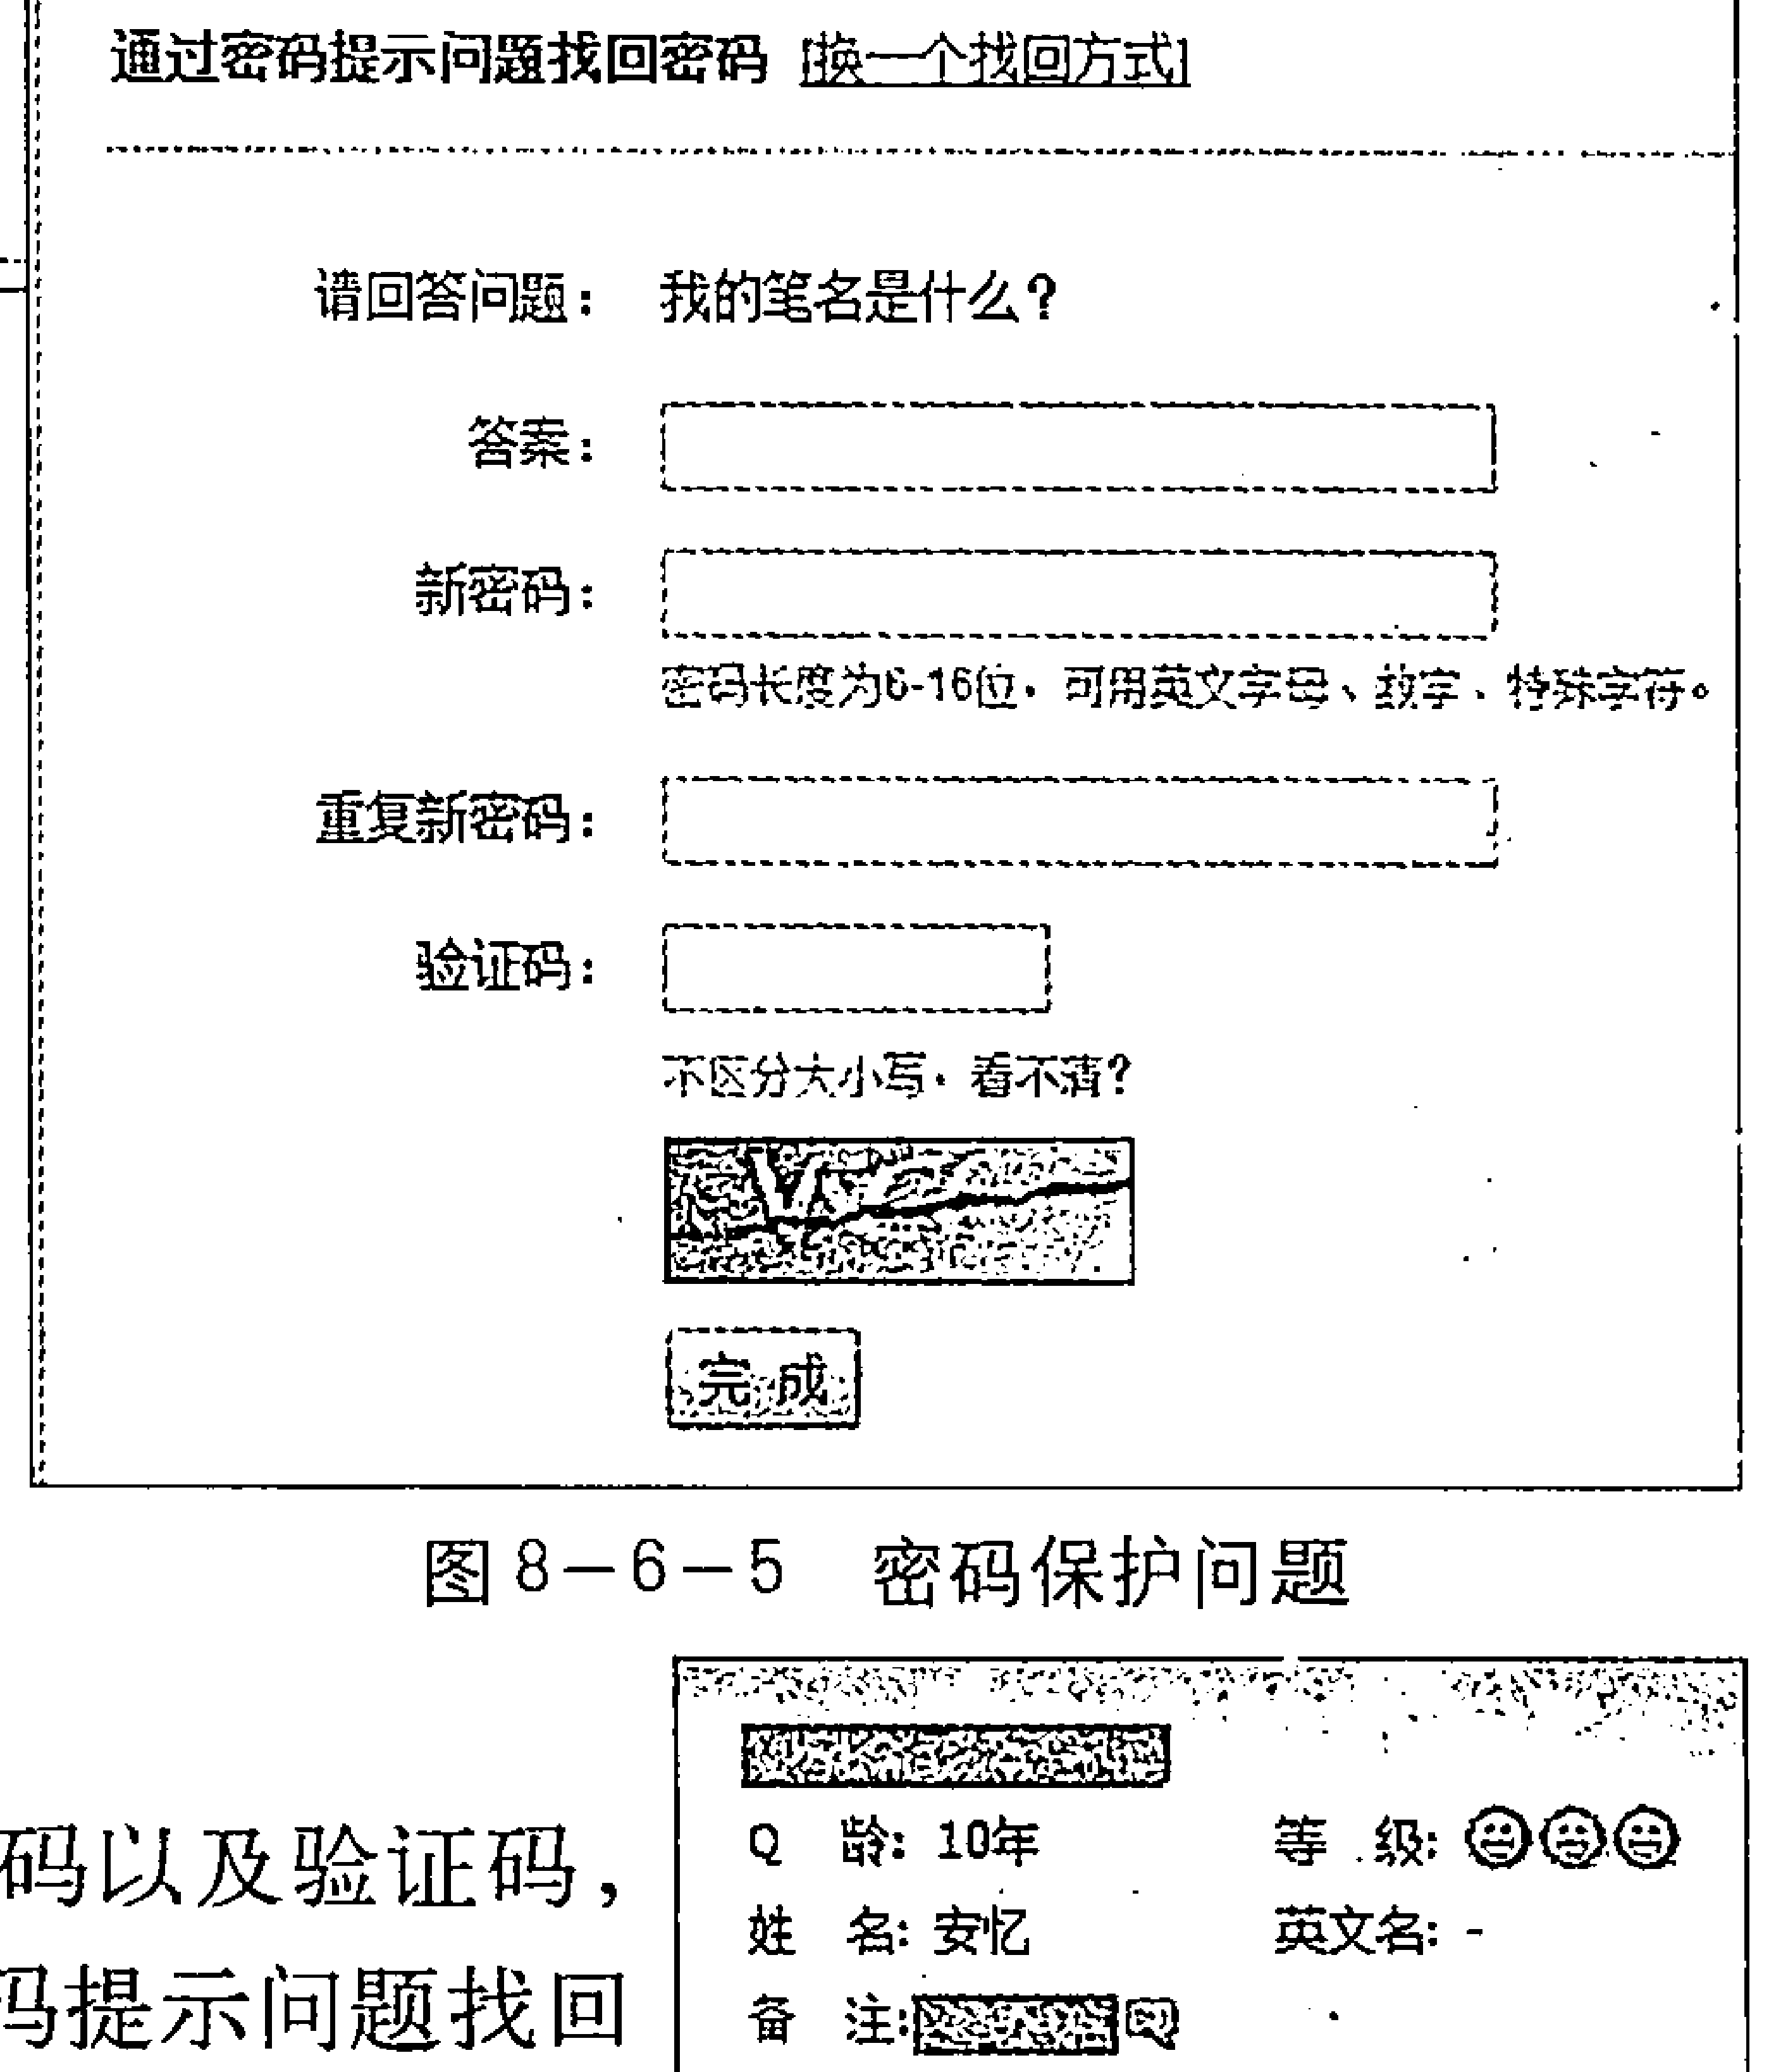 通过密码提示问题找回密码 [换一个找回方式]
请回答问题： 我的笔名是什么？
答案：
新密码：
密码长度为6-16位，可用英文字母、数字、特殊字符。
重复新密码：
验证码：
不区分大小写，看不清？
完成
图8-6-5 密码保护问题
Q 龄: 10年 等级:
码以及验证码，
姓名: 安忆 英文名: -
码提示问题找回
备注: